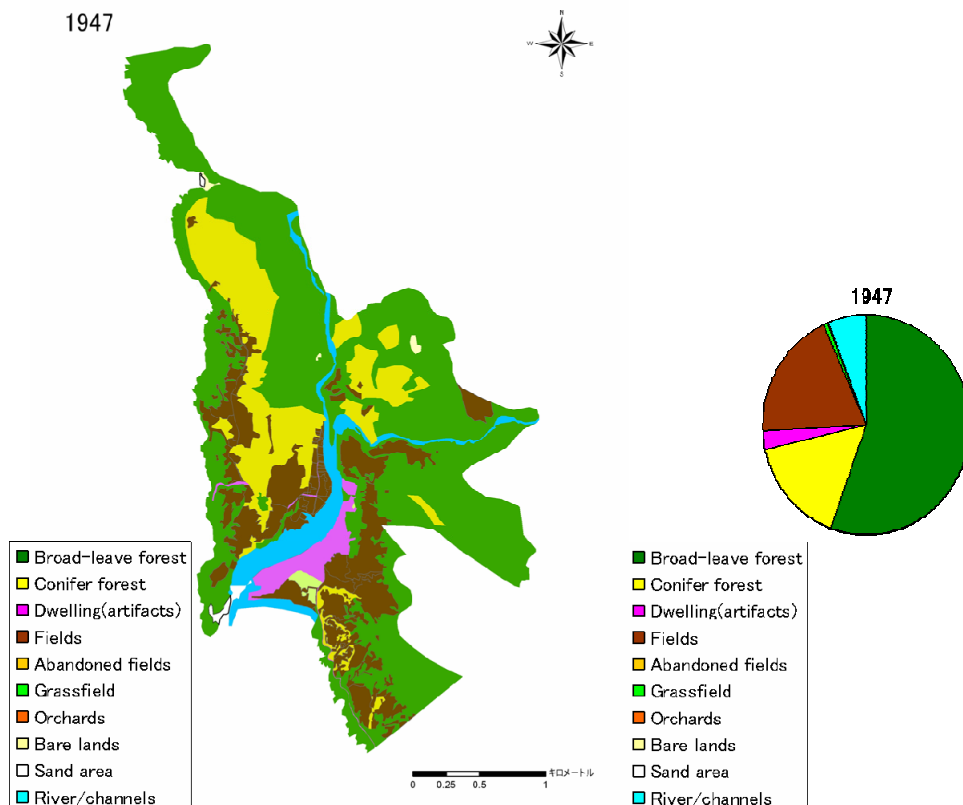 1947
N
W
E
S
1947
Broad-leave forest
Conifer forest
Dwelling(artifacts)
Fields
Abandoned fields
Grassfield
Orchards
Bare lands
Sand area
River/channels
Broad-leave forest
Conifer forest
Dwelling(artifacts)
Fields
Abandoned fields
Grassfield
Orchards
Bare lands
Sand area
River/channels
キロメートル
0 0.25 0.5 1